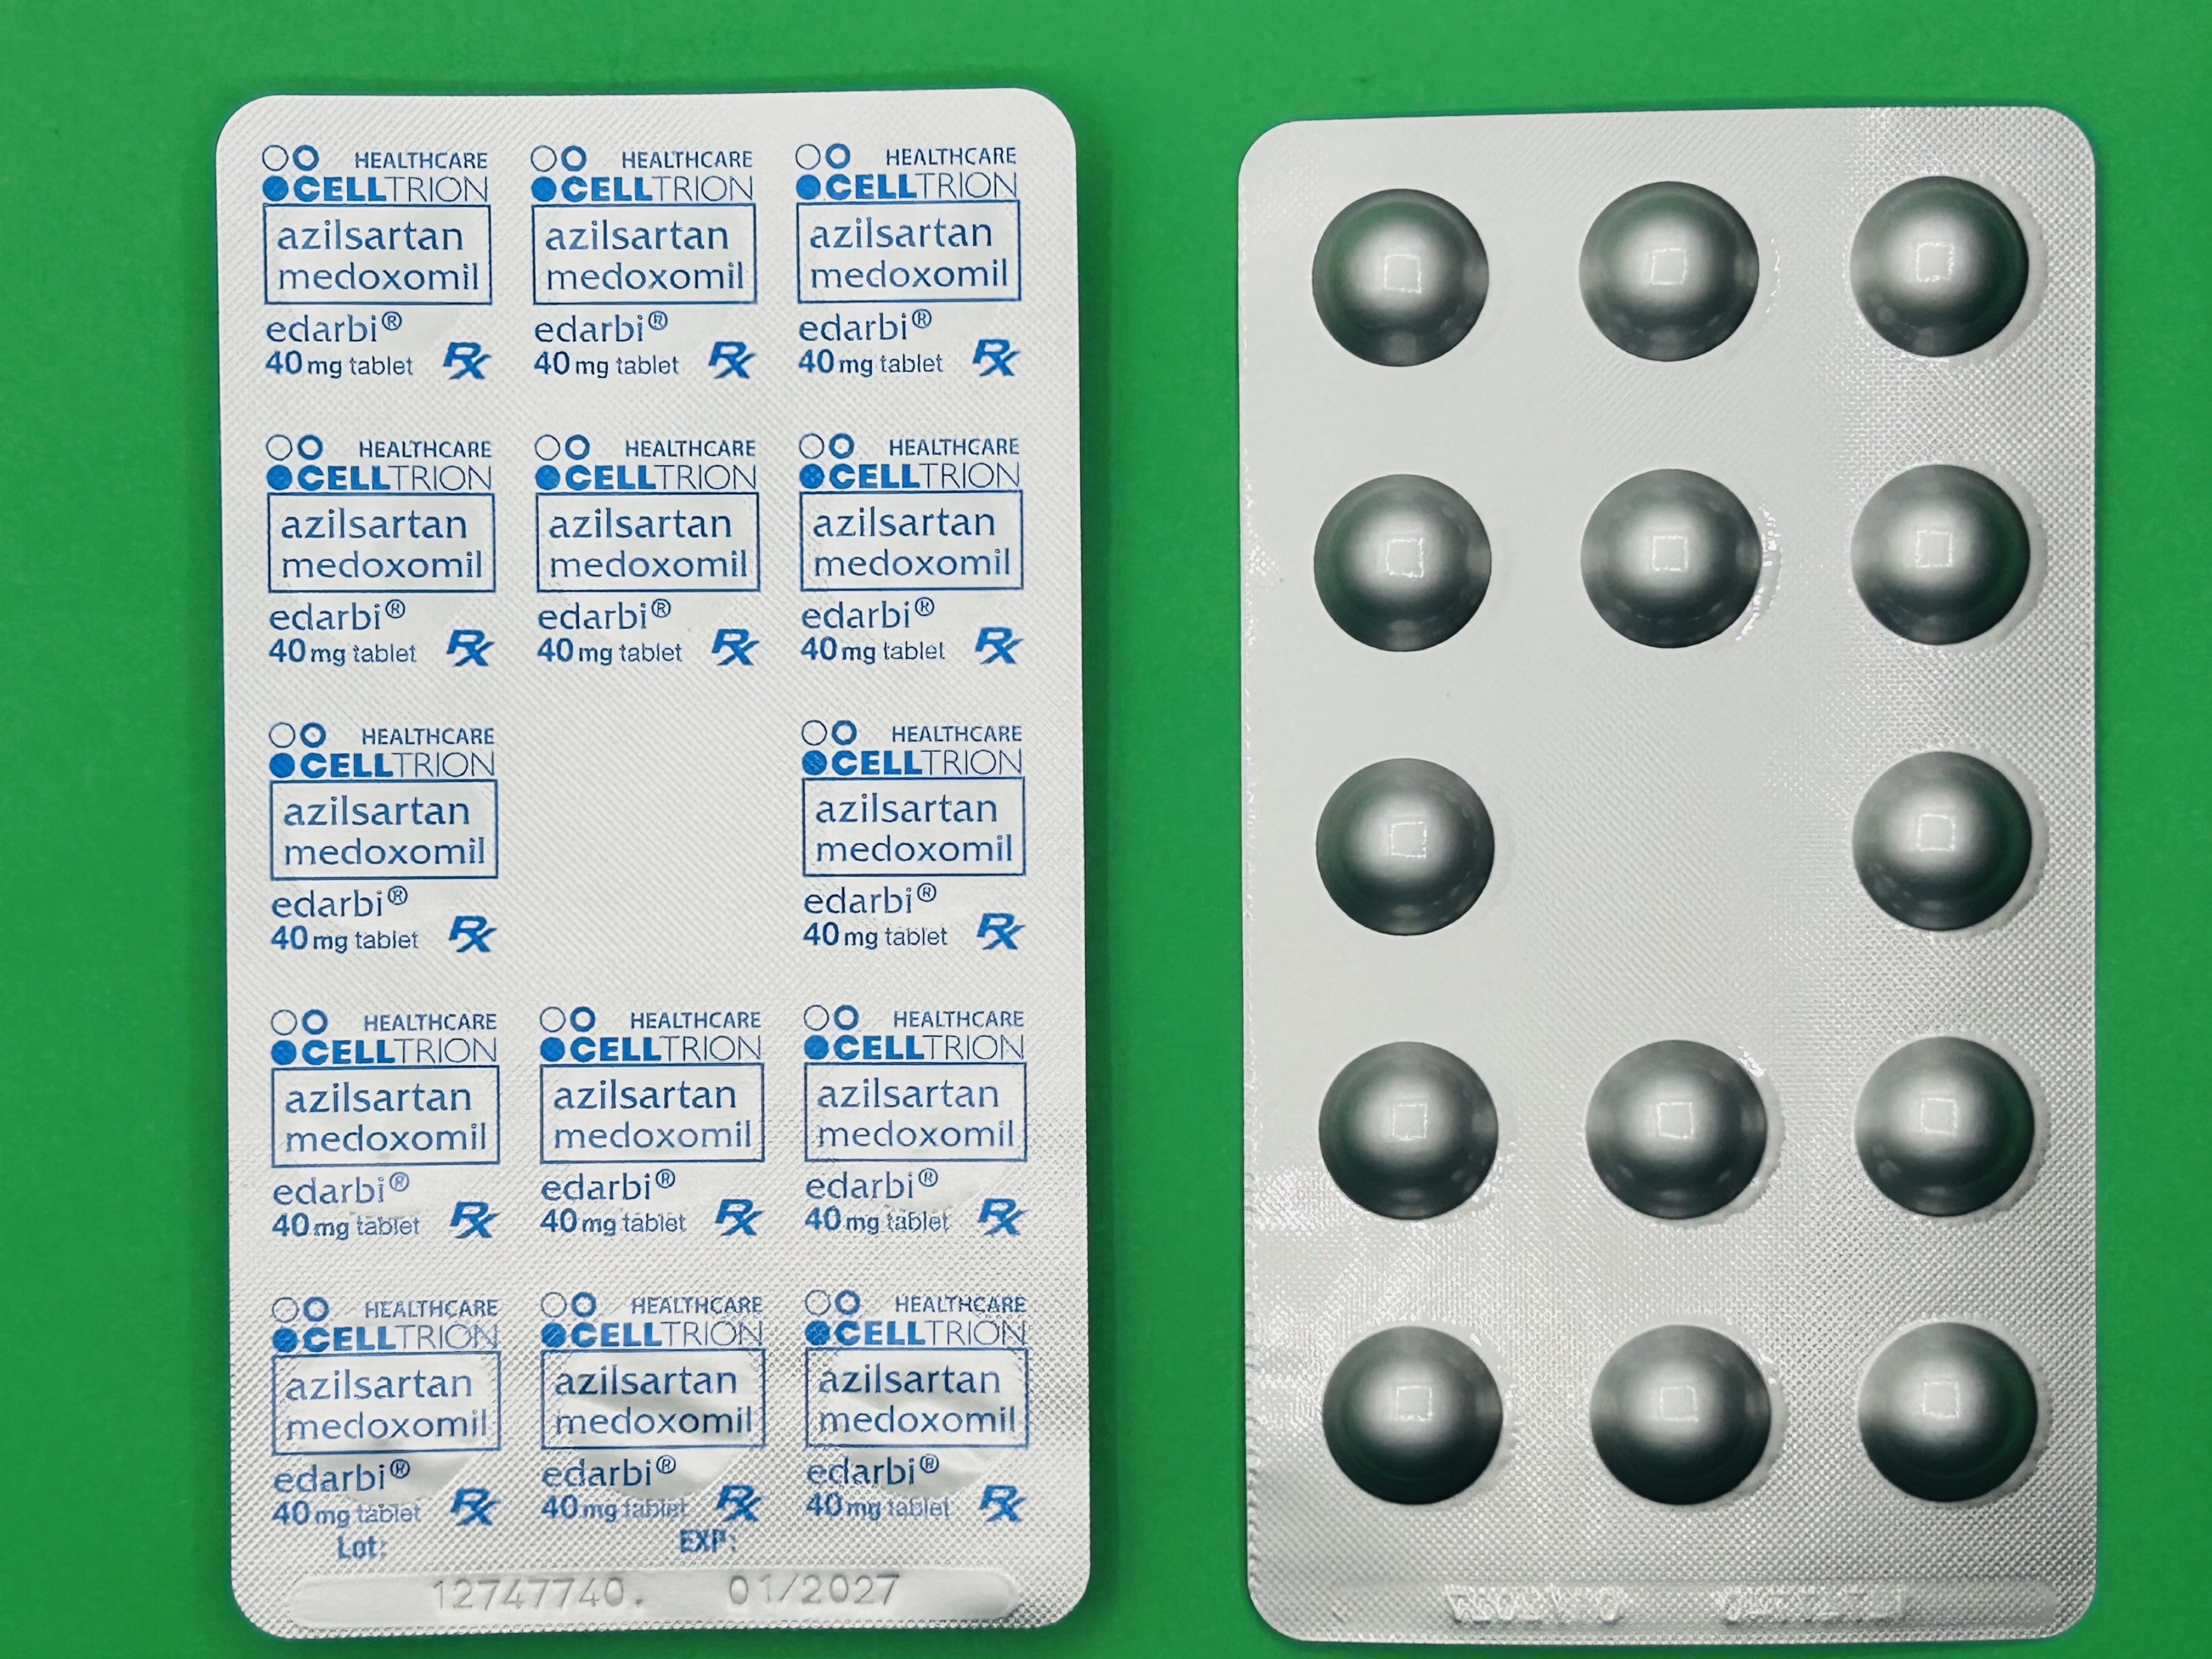 HEALTHCARE
CELLTRION
azilsartan
medoxomil
edarbi®
40 mg tablet Rx
HEALTHCARE
CELLTRION
azilsartan
medoxomil
edarbi®
40 mg tablet Rx
HEALTHCARE
CELLTRION
azilsartan
medoxomil
edarbi®
40 mg tablet Rx
HEALTHCARE
CELLTRION
azilsartan
medoxomil
edarbi®
40 mg tablet Rx
HEALTHCARE
CELLTRION
azilsartan
medoxomil
edarbi®
40 mg tablet Rx
HEALTHCARE
CELLTRION
azilsartan
medoxomil
edarbi®
40 mg tablet Rx
HEALTHCARE
CELLTRION
azilsartan
medoxomil
edarbi®
40 mg tablet Rx
HEALTHCARE
CELLTRION
azilsartan
medoxomil
edarbi®
40 mg tablet Rx
HEALTHCARE
CELLTRION
azilsartan
medoxomil
edarbi®
40 mg tablet Rx
HEALTHCARE
CELLTRION
azilsartan
medoxomil
edarbi®
40 mg tablet Rx
HEALTHCARE
CELLTRION
azilsartan
medoxomil
edarbi®
40 mg tablet Rx
HEALTHCARE
CELLTRION
azilsartan
medoxomil
edarbi®
40 mg tablet Rx
HEALTHCARE
CELLTRION
azilsartan
medoxomil
edarbi®
40 mg tablet Rx
HEALTHCARE
CELLTRION
azilsartan
medoxomil
edarbi®
40 mg tablet Rx
Lot: EXP:
12747740. 01/2027